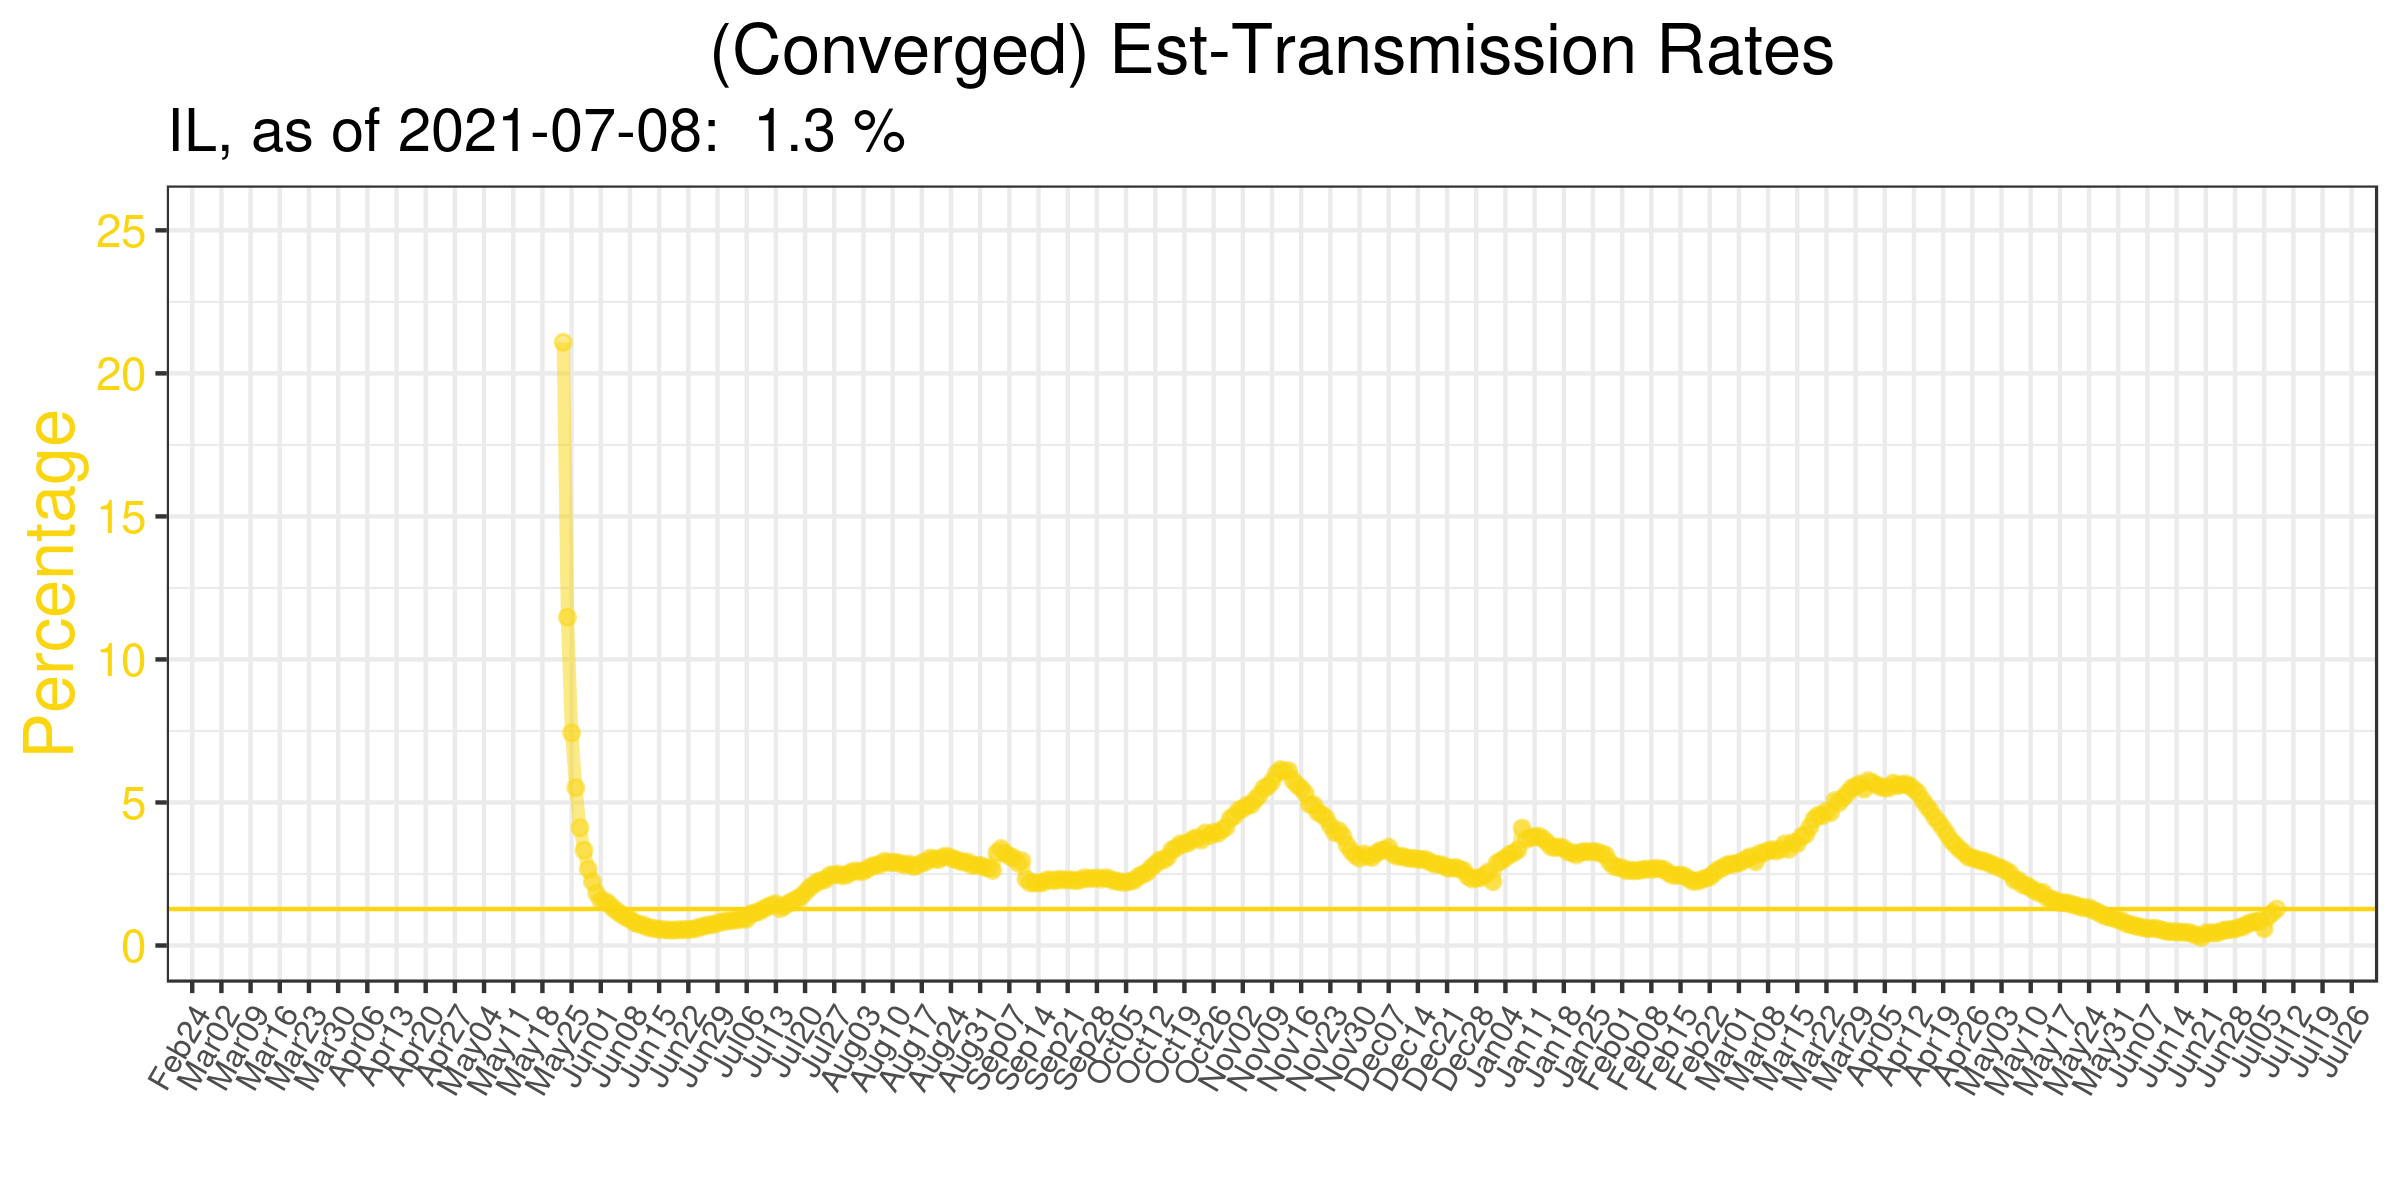 (Converged) Est-Transmission Rates
IL, as of 2021-07-08:  1.3 %
Percentage
25
20
15
10
5
0
Feb24
Mar02
Mar09
Mar16
Mar23
Mar30
Apr06
Apr13
Apr20
Apr27
May04
May11
May18
May25
Jun01
Jun08
Jun15
Jun22
Jun29
Jul06
Jul13
Jul20
Jul27
Aug03
Aug10
Aug17
Aug24
Aug31
Sep07
Sep14
Sep21
Sep28
Oct05
Oct12
Oct19
Oct26
Nov02
Nov09
Nov16
Nov23
Nov30
Dec07
Dec14
Dec21
Dec28
Jan04
Jan11
Jan18
Jan25
Feb01
Feb08
Feb15
Feb22
Mar01
Mar08
Mar15
Mar22
Mar29
Apr05
Apr12
Apr19
Apr26
May03
May10
May17
May24
May31
Jun07
Jun14
Jun21
Jun28
Jul05
Jul12
Jul19
Jul26